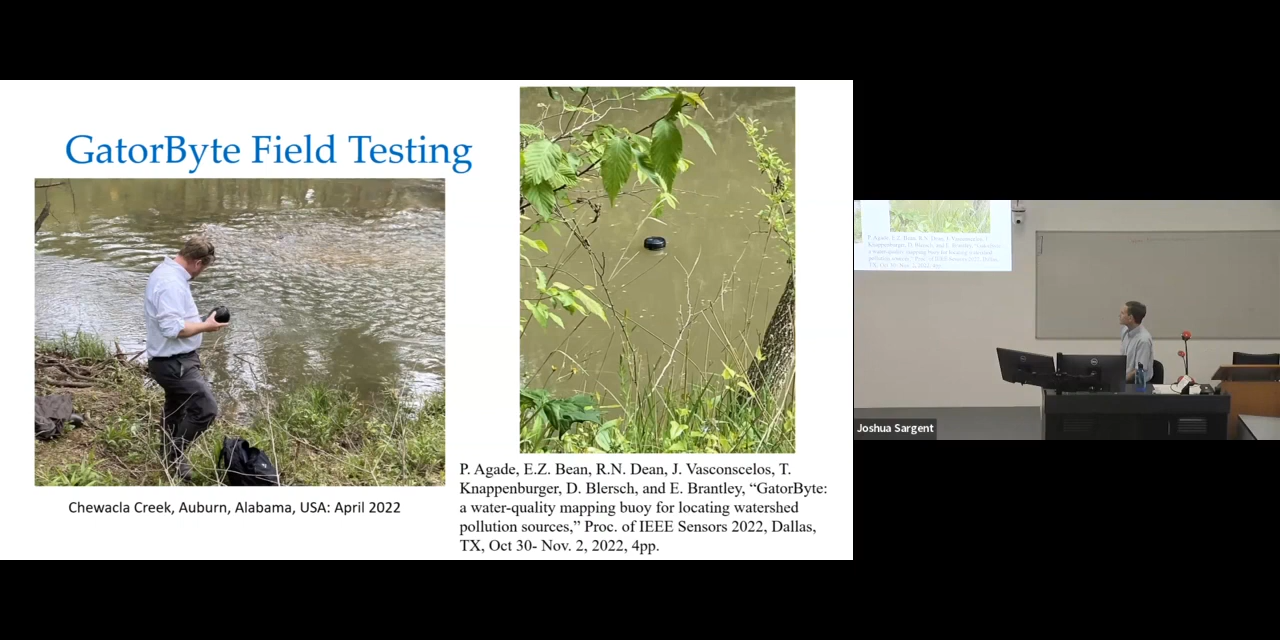 GatorByte Field Testing
Chewacla Creek, Auburn, Alabama, USA: April 2022
P. Agade, E.Z. Bean, R.N. Dean, J. Vasconscelos, T.
Knappenburger, D. Blersch, and E. Brantley, “GatorByte:
a water-quality mapping buoy for locating watershed
pollution sources,” Proc. of IEEE Sensors 2022, Dallas,
TX, Oct 30- Nov. 2, 2022, 4pp.
Joshua Sargent